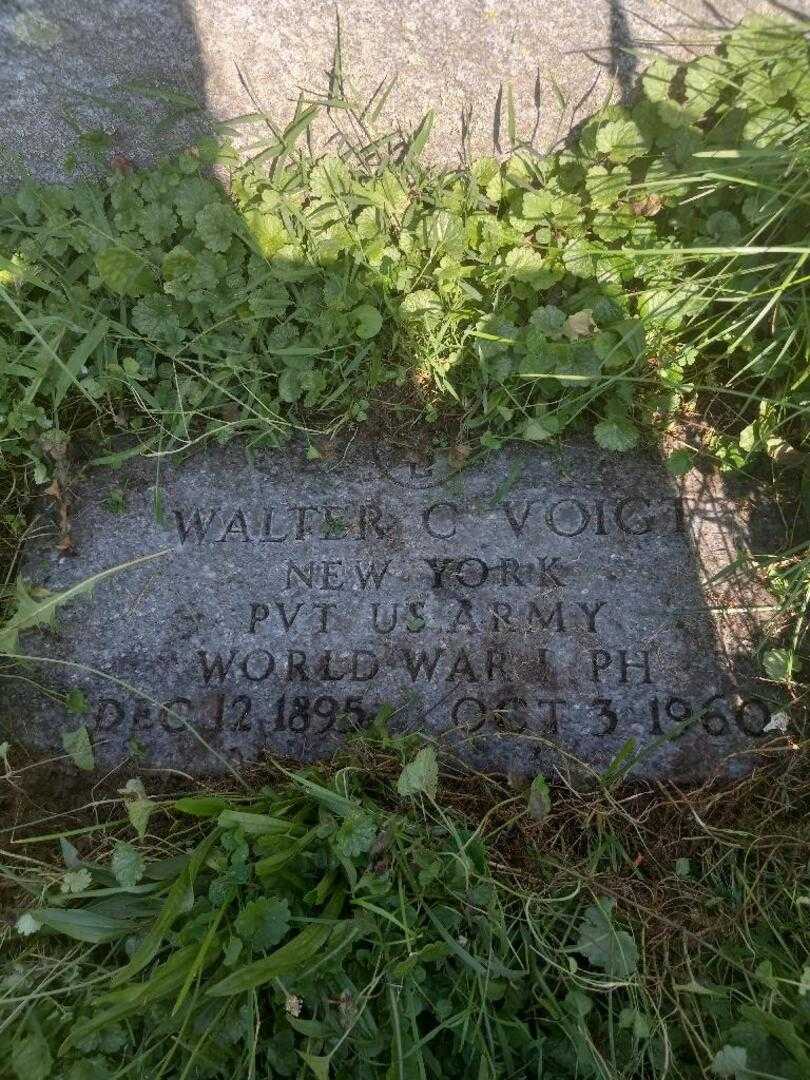 WALTER C VOIGT
NEW YORK
PVT US ARMY
WORLD WAR I PH
DEC 12 1895 OCT 3 1960